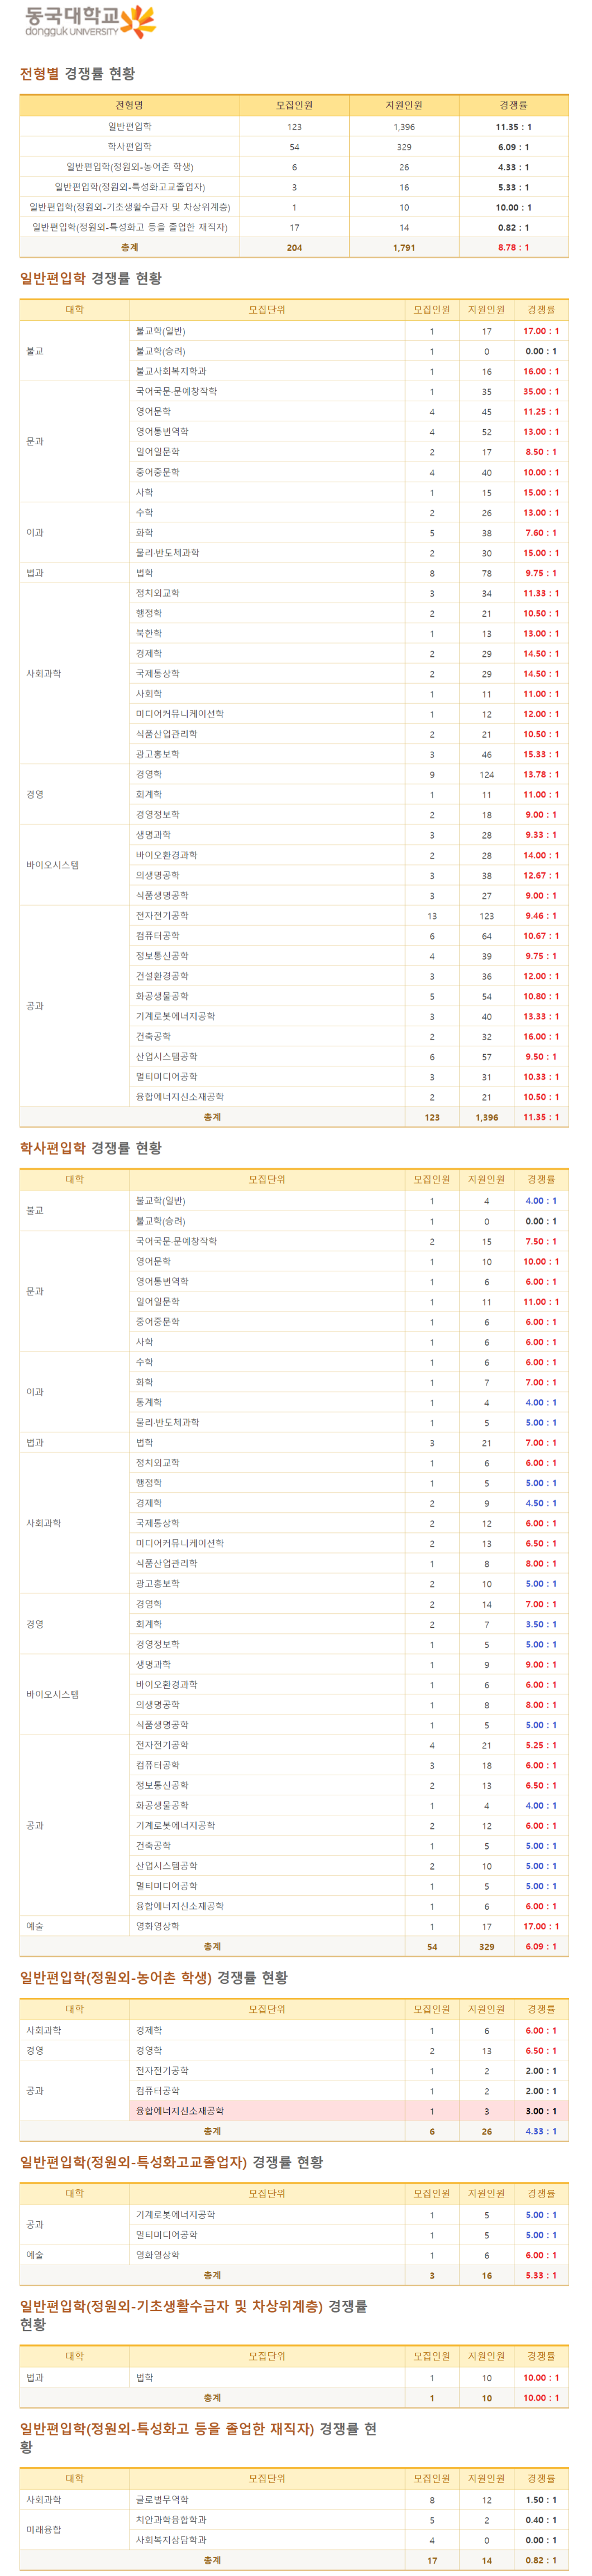 동국대학교
dongguk UNIVERSITY
전형별 경쟁률 현황
전형명 모집인원 지원인원 경쟁률
일반편입학 123 1,396 11.35 : 1
학사편입학 54 329 6.09 : 1
일반편입학(정원외-농어촌 학생) 6 26 4.33 : 1
일반편입학(정원외-특성화고교졸업자) 3 16 5.33 : 1
일반편입학(정원외-기초생활수급자 및 차상위계층) 1 10 10.00 : 1
일반편입학(정원외-특성화고 등을 졸업한 재직자) 17 14 0.82 : 1
총계 204 1,791 8.78 : 1
일반편입학 경쟁률 현황
대학 모집단위 모집인원 지원인원 경쟁률
불교 불교학(일반) 1 17 17.00 : 1
불교학(승려) 1 0 0.00 : 1
불교사회복지학과 1 16 16.00 : 1
문과 국어국문·문예창작학 1 35 35.00 : 1
영어문학 4 45 11.25 : 1
영어통번역학 4 52 13.00 : 1
일어일문학 2 17 8.50 : 1
중어중문학 4 40 10.00 : 1
사학 1 15 15.00 : 1
이과 수학 2 26 13.00 : 1
화학 5 38 7.60 : 1
물리·반도체과학 2 30 15.00 : 1
법과 법학 8 78 9.75 : 1
사회과학 정치외교학 3 34 11.33 : 1
행정학 2 21 10.50 : 1
북한학 1 13 13.00 : 1
경제학 2 29 14.50 : 1
국제통상학 2 29 14.50 : 1
사회학 1 11 11.00 : 1
미디어커뮤니케이션학 1 12 12.00 : 1
식품산업관리학 2 21 10.50 : 1
광고홍보학 3 46 15.33 : 1
경영 경영학 9 124 13.78 : 1
회계학 1 11 11.00 : 1
경영정보학 2 18 9.00 : 1
바이오시스템 생명과학 3 28 9.33 : 1
바이오환경과학 2 28 14.00 : 1
의생명공학 3 38 12.67 : 1
식품생명공학 3 27 9.00 : 1
공과 전자전기공학 13 123 9.46 : 1
컴퓨터공학 6 64 10.67 : 1
정보통신공학 4 39 9.75 : 1
건설환경공학 3 36 12.00 : 1
화공생물공학 5 54 10.80 : 1
기계로봇에너지공학 3 40 13.33 : 1
건축공학 2 32 16.00 : 1
산업시스템공학 6 57 9.50 : 1
멀티미디어공학 3 31 10.33 : 1
융합에너지신소재공학 2 21 10.50 : 1
총계 123 1,396 11.35 : 1
학사편입학 경쟁률 현황
대학 모집단위 모집인원 지원인원 경쟁률
불교 불교학(일반) 1 4 4.00 : 1
불교학(승려) 1 0 0.00 : 1
문과 국어국문·문예창작학 2 15 7.50 : 1
영어문학 1 10 10.00 : 1
영어통번역학 1 6 6.00 : 1
일어일문학 1 11 11.00 : 1
중어중문학 1 6 6.00 : 1
사학 1 6 6.00 : 1
이과 수학 1 6 6.00 : 1
화학 1 7 7.00 : 1
통계학 1 4 4.00 : 1
물리·반도체과학 1 5 5.00 : 1
법과 법학 3 21 7.00 : 1
사회과학 정치외교학 1 6 6.00 : 1
행정학 1 5 5.00 : 1
경제학 2 9 4.50 : 1
국제통상학 2 12 6.00 : 1
미디어커뮤니케이션학 2 13 6.50 : 1
식품산업관리학 1 8 8.00 : 1
광고홍보학 2 10 5.00 : 1
경영 경영학 2 14 7.00 : 1
회계학 2 7 3.50 : 1
경영정보학 1 5 5.00 : 1
바이오시스템 생명과학 1 9 9.00 : 1
바이오환경과학 1 6 6.00 : 1
의생명공학 1 8 8.00 : 1
식품생명공학 1 5 5.00 : 1
공과 전자전기공학 4 21 5.25 : 1
컴퓨터공학 3 18 6.00 : 1
정보통신공학 2 13 6.50 : 1
화공생물공학 1 4 4.00 : 1
기계로봇에너지공학 2 12 6.00 : 1
건축공학 1 5 5.00 : 1
산업시스템공학 2 10 5.00 : 1
멀티미디어공학 1 5 5.00 : 1
융합에너지신소재공학 1 6 6.00 : 1
예술 영화영상학 1 17 17.00 : 1
총계 54 329 6.09 : 1
일반편입학(정원외-농어촌 학생) 경쟁률 현황
대학 모집단위 모집인원 지원인원 경쟁률
사회과학 경제학 1 6 6.00 : 1
경영 경영학 2 13 6.50 : 1
공과 전자전기공학 1 2 2.00 : 1
컴퓨터공학 1 2 2.00 : 1
융합에너지신소재공학 1 3 3.00 : 1
총계 6 26 4.33 : 1
일반편입학(정원외-특성화고교졸업자) 경쟁률 현황
대학 모집단위 모집인원 지원인원 경쟁률
공과 기계로봇에너지공학 1 5 5.00 : 1
멀티미디어공학 1 5 5.00 : 1
예술 영화영상학 1 6 6.00 : 1
총계 3 16 5.33 : 1
일반편입학(정원외-기초생활수급자 및 차상위계층) 경쟁률
현황
대학 모집단위 모집인원 지원인원 경쟁률
법과 법학 1 10 10.00 : 1
총계 1 10 10.00 : 1
일반편입학(정원외-특성화고 등을 졸업한 재직자) 경쟁률 현
황
대학 모집단위 모집인원 지원인원 경쟁률
사회과학 글로벌무역학 8 12 1.50 : 1
미래융합 치안과학융합학과 5 2 0.40 : 1
사회복지상담학과 4 0 0.00 : 1
총계 17 14 0.82 : 1